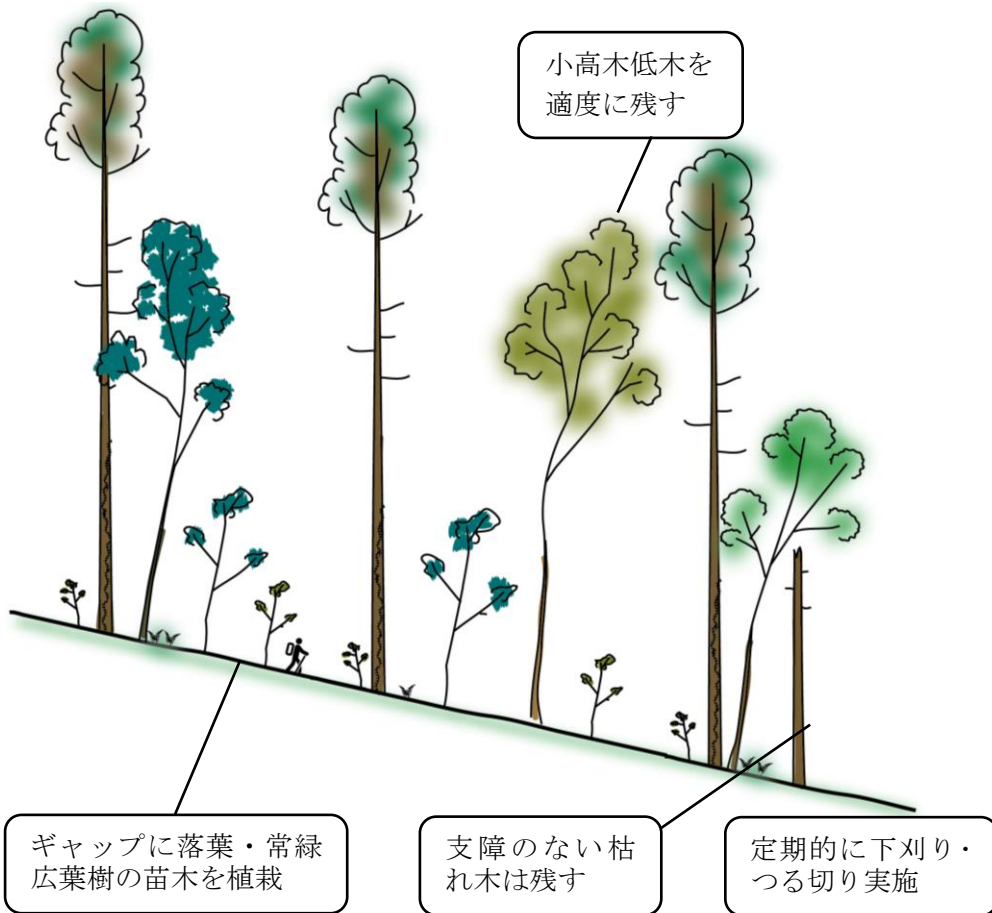 小高木低木を
適度に残す
ギャップに落葉・常緑
広葉樹の苗木を植栽
支障のない枯
れ木は残す
定期的に下刈り・
つる切り実施